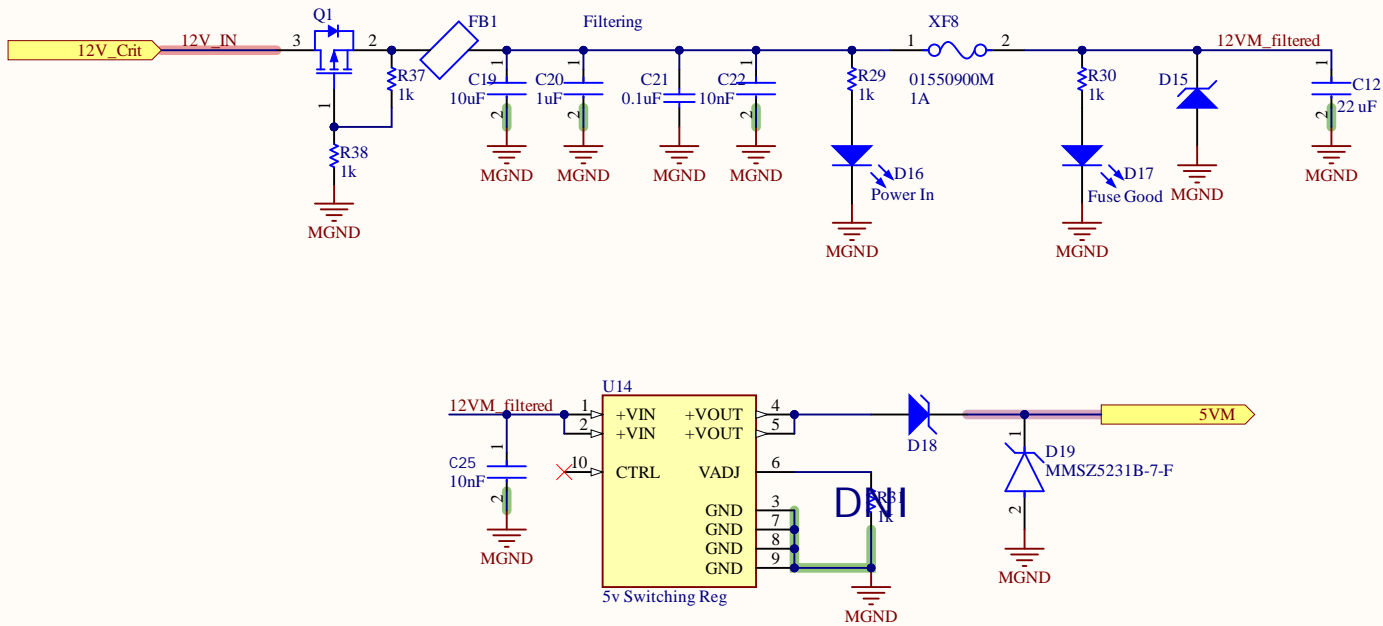 Q1
FB1
Filtering
XF8
12V_Crit
12V_IN
3
2
1
2
12VM_filtered
R37
1k
1
C19
10uF
1
2
C20
1uF
1
2
C21
0.1uF
1
2
C22
10nF
1
2
R29
1k
01550900M
1A
R30
1k
D15
C12
22 uF
1
2
R38
1k
MGND
MGND
MGND
MGND
MGND
D16
Power In
MGND
D17
Fuse Good
MGND
MGND
MGND
U14
12VM_filtered
1
+VIN
2
+VIN
10
CTRL
+VOUT
4
+VOUT
5
VADJ
6
GND
3
GND
7
GND
8
GND
9
5v Switching Reg
C25
10nF
1
2
MGND
D18
5VM
1
D19
MMSZ5231B-7-F
2
MGND
DNI
R31
1k
MGND